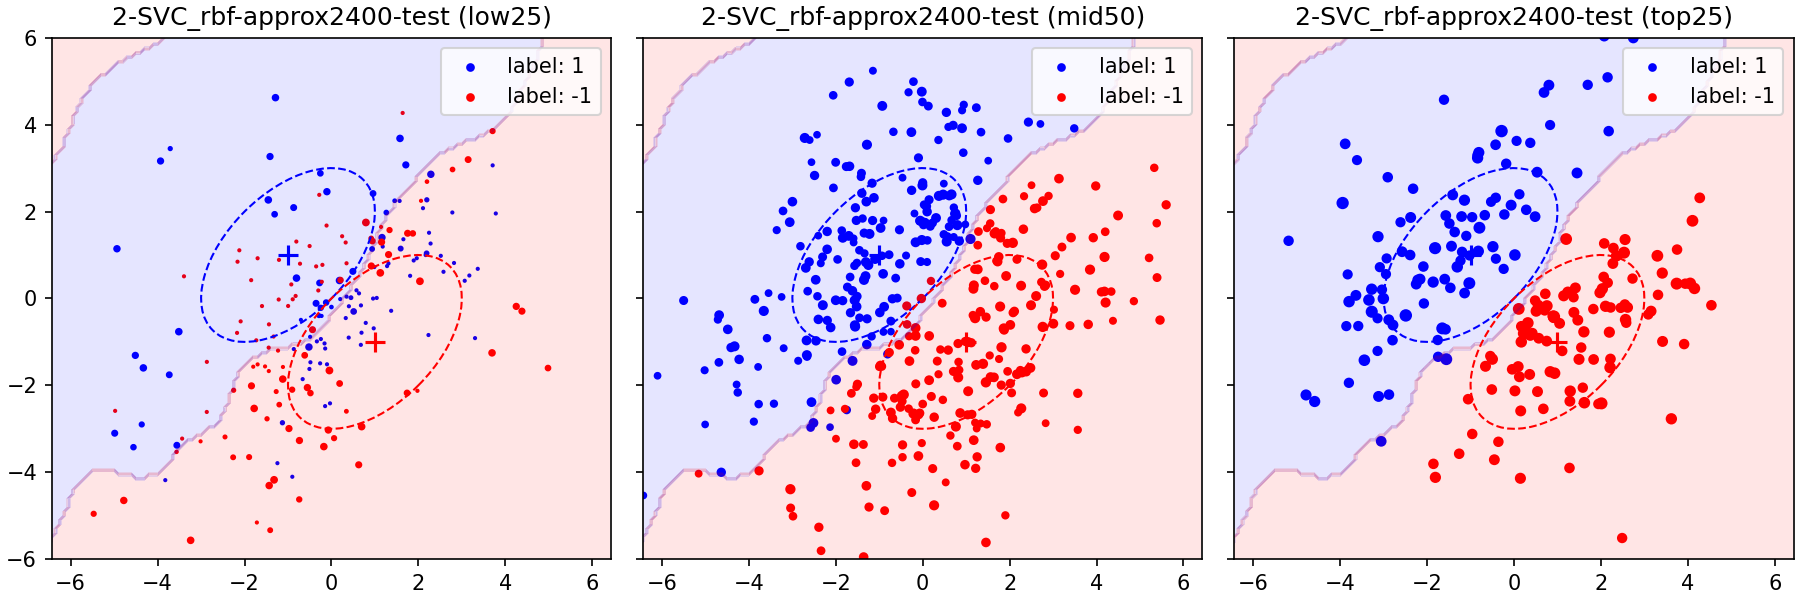 2-SVC_rbf-approx2400-test (low25)
2-SVC_rbf-approx2400-test (mid50)
2-SVC_rbf-approx2400-test (top25)
label: 1
label: -1
label: 1
label: -1
label: 1
label: -1
6
4
2
0
−2
−4
−6
−6 −4 −2 0 2 4 6
−6 −4 −2 0 2 4 6
−6 −4 −2 0 2 4 6